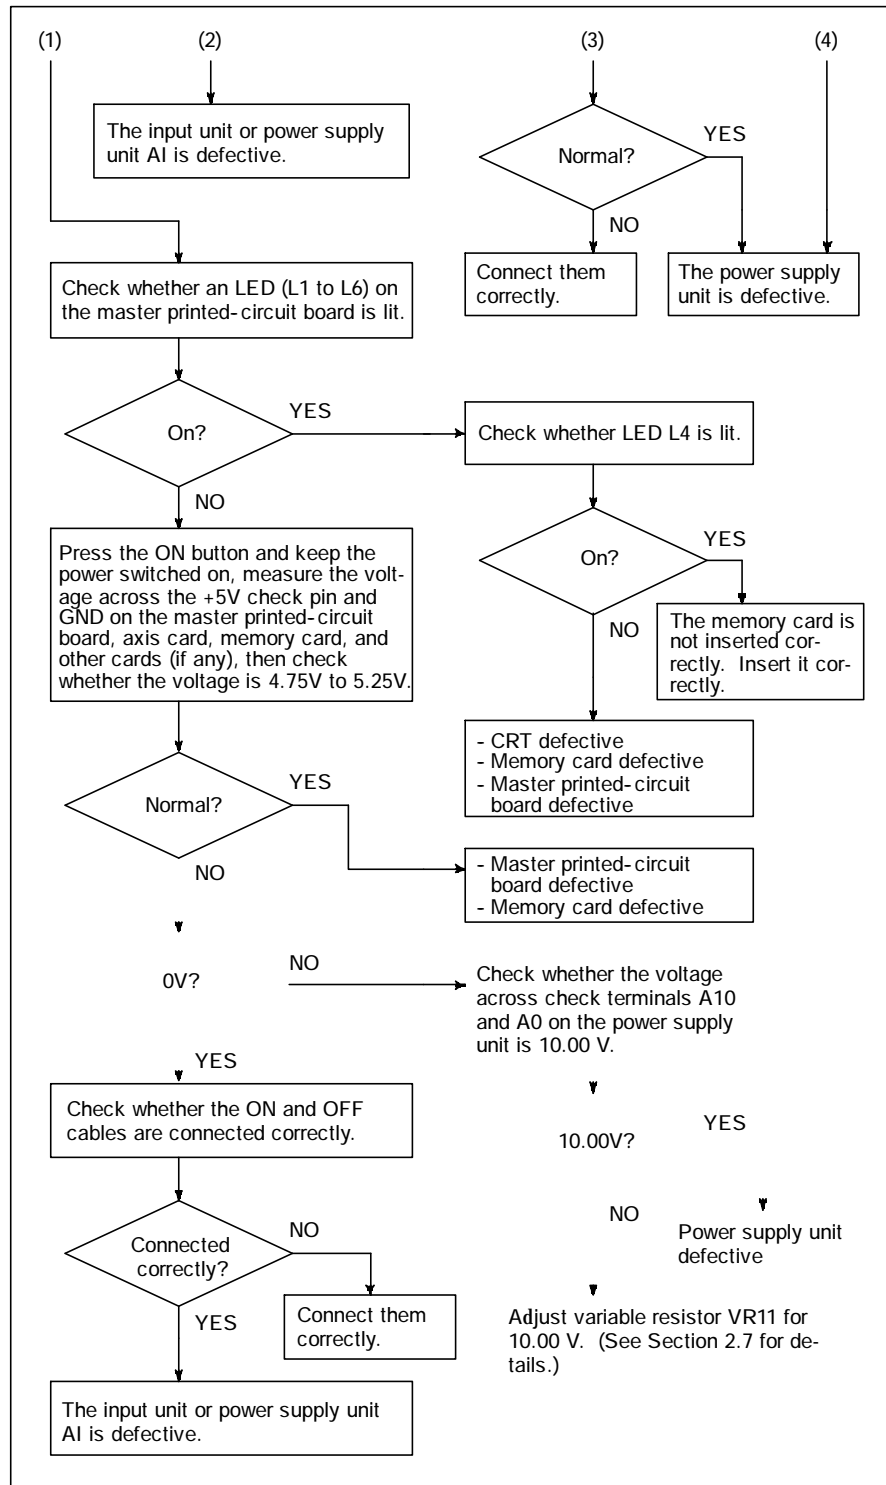 (1)
(2)
(3)
(4)
The input unit or power supply
unit AI is defective.
Normal?
YES
NO
Connect them
correctly.
The power supply
unit is defective.
Check whether an LED (L1 to L6) on
the master printed-circuit board is lit.
On?
YES
NO
Check whether LED L4 is lit.
On?
YES
NO
The memory card is
not inserted cor-
rectly. Insert it cor-
rectly.
Press the ON button and keep the
power switched on, measure the volt-
age across the +5V check pin and
GND on the master printed-circuit
board, axis card, memory card, and
other cards (if any), then check
whether the voltage is 4.75V to 5.25V.
- CRT defective
- Memory card defective
- Master printed-circuit
board defective
Normal?
YES
NO
- Master printed-circuit
board defective
- Memory card defective
0V?
NO
YES
Check whether the voltage
across check terminals A10
and A0 on the power supply
unit is 10.00 V.
Check whether the ON and OFF
cables are connected correctly.
10.00V?
YES
NO
Power supply unit
defective
Connected
correctly?
NO
YES
Connect them
correctly.
Adjust variable resistor VR11 for
10.00 V. (See Section 2.7 for de-
tails.)
The input unit or power supply unit
AI is defective.